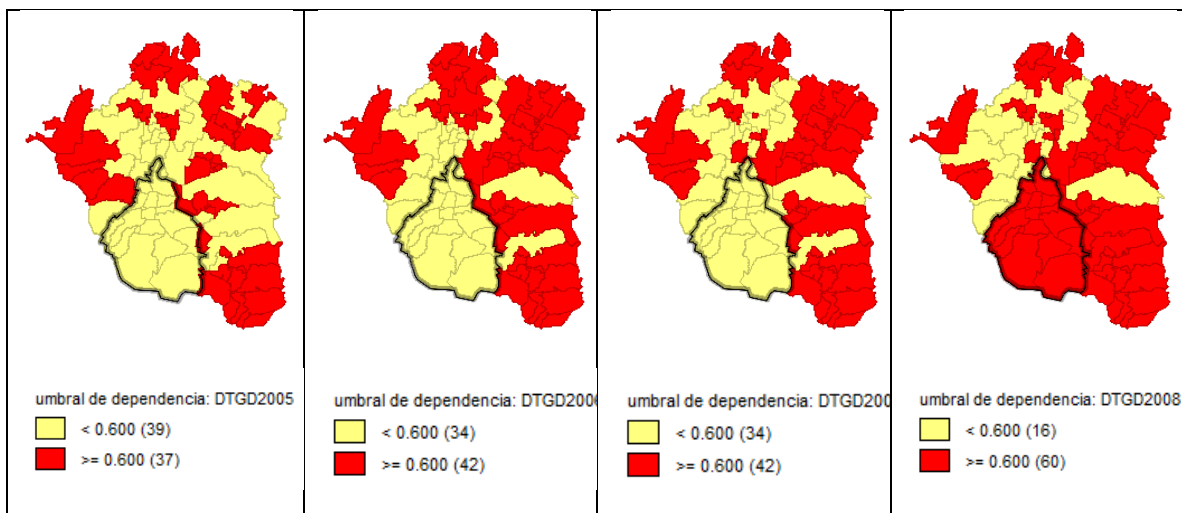 umbral de dependencia: DTGD2005
< 0.600 (39)
>= 0.600 (37)
umbral de dependencia: DTGD2006
< 0.600 (34)
>= 0.600 (42)
umbral de dependencia: DTGD200
< 0.600 (34)
>= 0.600 (42)
umbral de dependencia: DTGD2008
< 0.600 (16)
>= 0.600 (60)